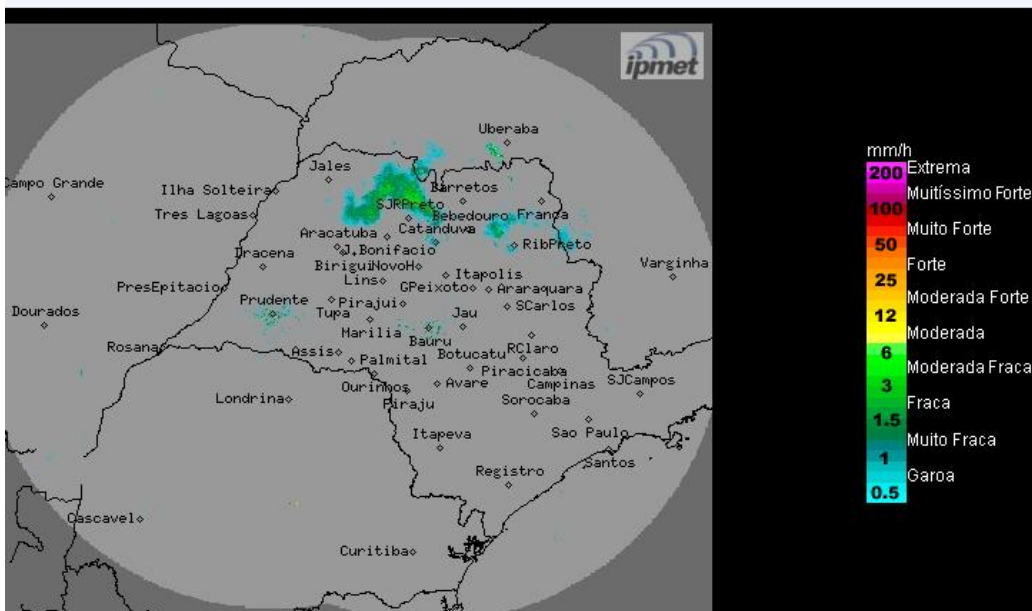 ipmet
Uberaba
Jales
Campo Grande
Ilha Solteira
Barretos
SJRPreto
Tres Lagoas
Bebedouro Franca
Catanduva
Aracatuba
RibPreto
J.Bonifacio
Dracena
BiriguiNovoH
Itapolis
Varginha
Lins
GPeixoto
Araraquara
PresEpitacio
Prudente
Pirajui
SCarlos
Dourados
Tupa
Jau
Marilia
Bauru
Rosana
Assis
Botucatu
RClaro
Palmital
Piracicaba
SJCampos
Ourinhos
Avare
Campinas
Londrina
Piraju
Sorocaba
Sao Paulo
Itapeva
Santos
Registro
Cascavel
Curitiba
mm/h
200 Extrema
Muitíssimo Forte
100
Muito Forte
50
Forte
25
Moderada Forte
12
Moderada
6
Moderada Fraca
3
Fraca
1.5
Muito Fraca
1
Garoa
0.5